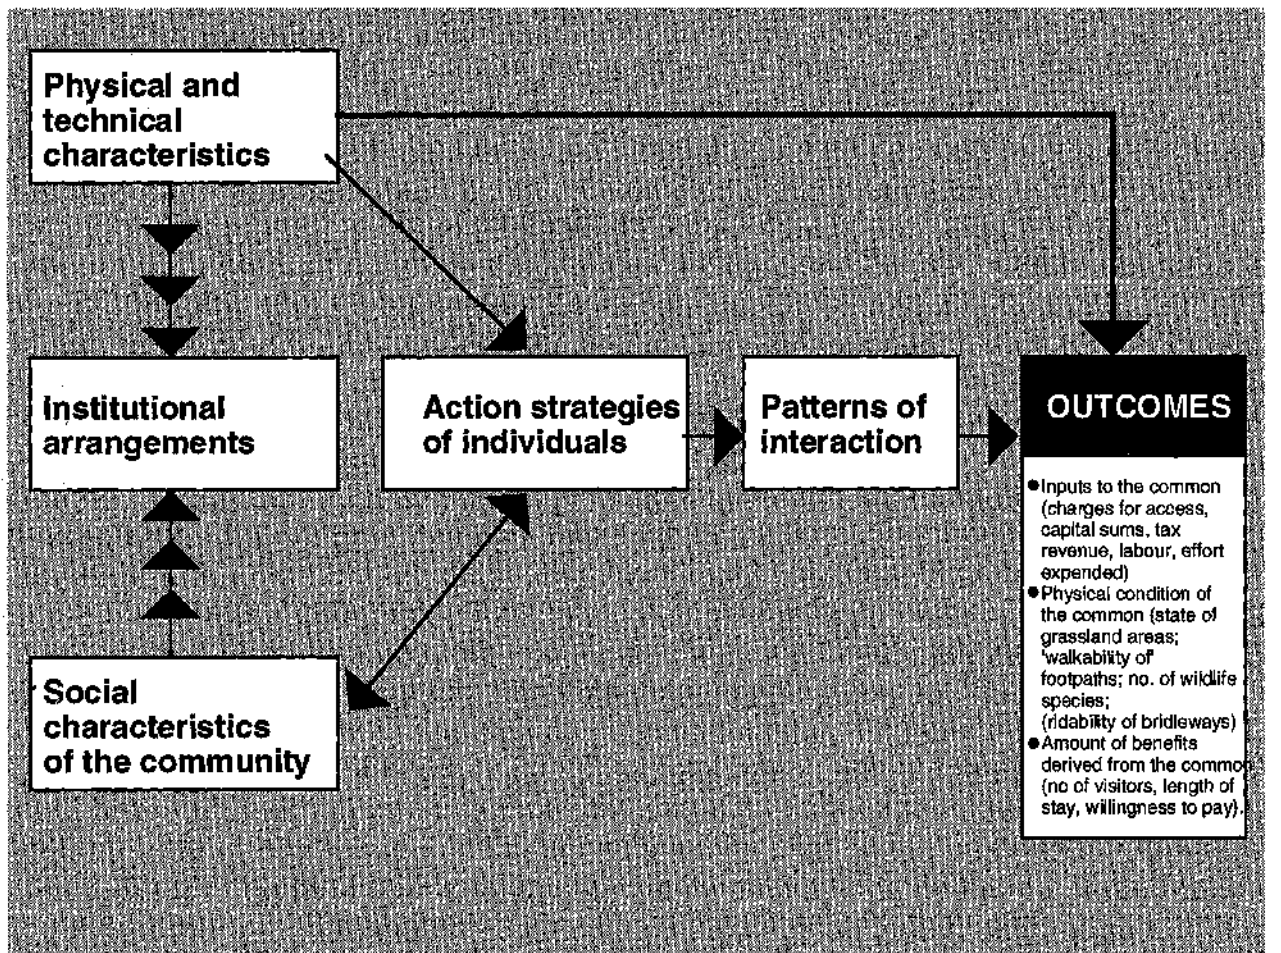 Physical and
technical
characteristics
Institutional
arrangements
Action strategies
of individuals
Patterns of
interaction
OUTCOMES
●Inputs to the common
(charges for access,
capital sums, tax
revenue, labour, effort
expended)
●Physical condition of
the common (state of
grassland areas;
'walkability of'
footpaths; no. of wildlife
species;
(ridability of bridleways)
●Amount of benefits
derived from the common
(no of visitors, length of
stay, willingness to pay).
Social
characteristics
of the community